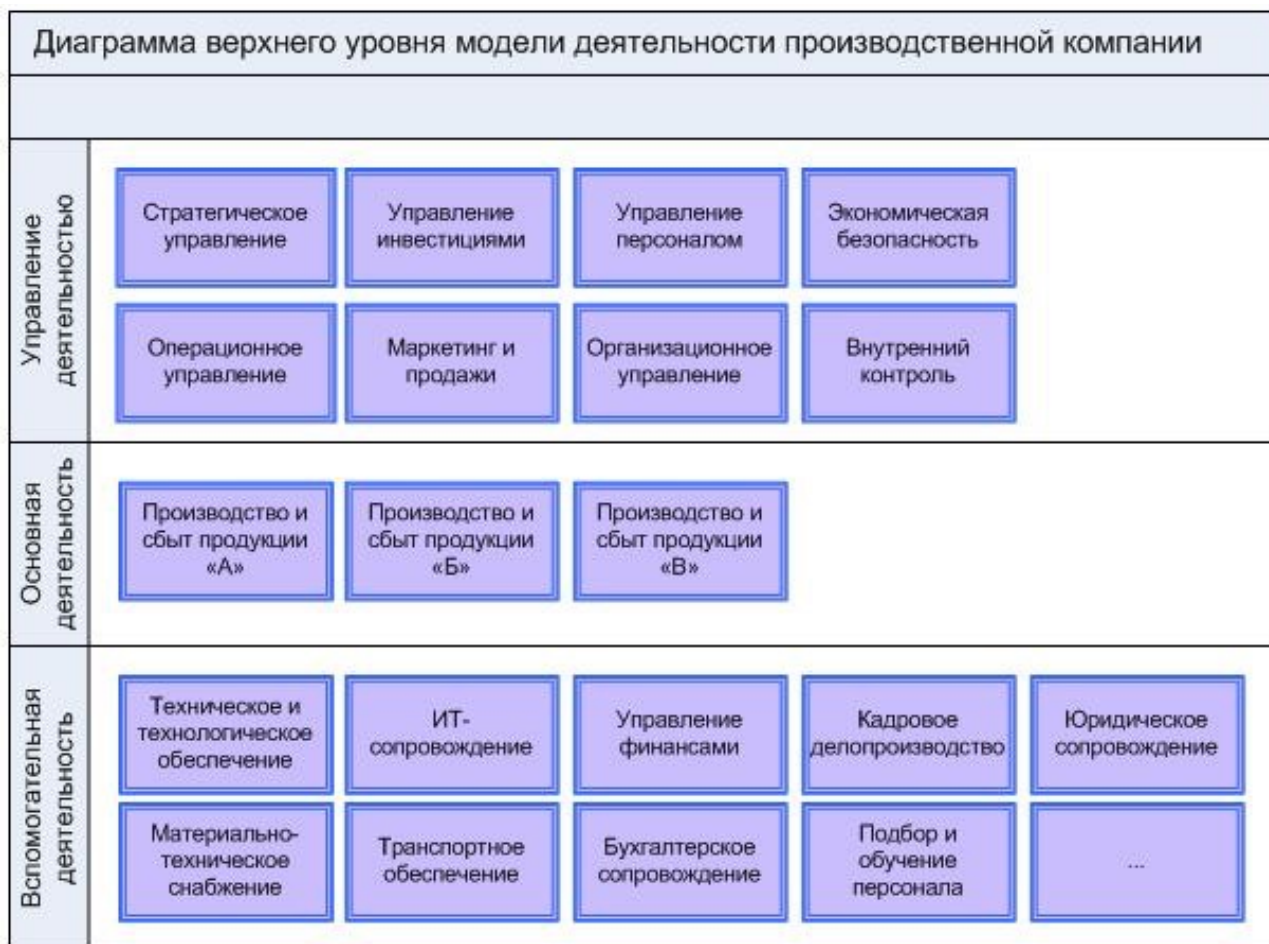 Диаграмма верхнего уровня модели деятельности производственной компании
Управление
деятельностью
Стратегическое
управление
Управление
инвестициями
Управление
персоналом
Экономическая
безопасность
Операционное
управление
Маркетинг и
продажи
Организационное
управление
Внутренний
контроль
Основная
деятельность
Производство и
сбыт продукции
«А»
Производство и
сбыт продукции
«Б»
Производство и
сбыт продукции
«В»
Вспомогательная
деятельность
Техническое и
технологическое
обеспечение
ИТ-
сопровождение
Управление
финансами
Кадровое
делопроизводство
Юридическое
сопровождение
Материально-
техническое
снабжение
Транспортное
обеспечение
Бухгалтерское
сопровождение
Подбор и
обучение
персонала
...